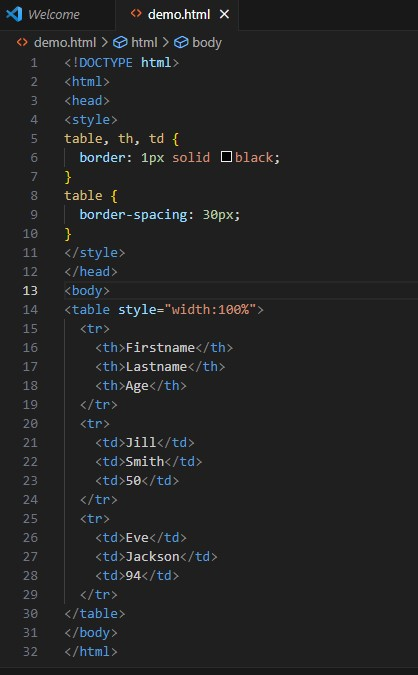 Welcome
demo.html
demo.html > html > body
1 <!DOCTYPE html>
2 <html>
3 <head>
4 <style>
5 table, th, td {
6   border: 1px solid black;
7 }
8 table {
9   border-spacing: 30px;
10 }
11 </style>
12 </head>
13 <body>
14 <table style="width:100%">
15   <tr>
16     <th>Firstname</th>
17     <th>Lastname</th>
18     <th>Age</th>
19   </tr>
20   <tr>
21     <td>Jill</td>
22     <td>Smith</td>
23     <td>50</td>
24   </tr>
25   <tr>
26     <td>Eve</td>
27     <td>Jackson</td>
28     <td>94</td>
29   </tr>
30 </table>
31 </body>
32 </html>